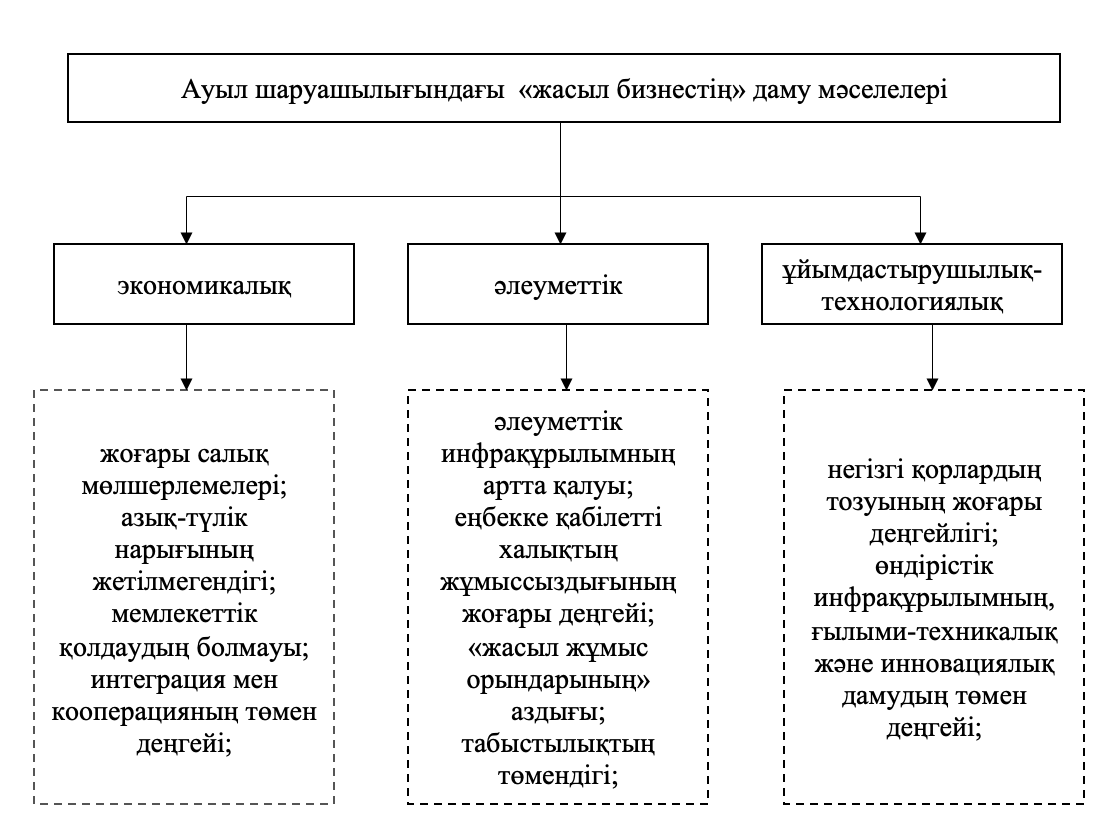 Ауыл шаруашылығындағы «жасыл бизнестің» даму мәселелері
экономикалық
әлеуметтік
ұйымдастырушылық-
технологиялық
жоғары салық
мөлшерлемелері;
азық-түлік
нарығының
жетілмегендігі;
мемлекеттік
қолдаудың болмауы;
интеграция мен
кооперацияның төмен
деңгейі;
әлеуметтік
инфрақұрылымның
артта қалуы;
еңбекке қабілетті
халықтың
жұмыссыздығының
жоғары деңгейі;
«жасыл жұмыс
орындарының»
аздығы;
табыстылықтың
төмендігі;
негізгі қорлардың
тозуының жоғары
деңгейлігі;
өндірістік
инфрақұрылымның,
ғылыми-техникалық
және инновациялық
дамудың төмен
деңгейі;